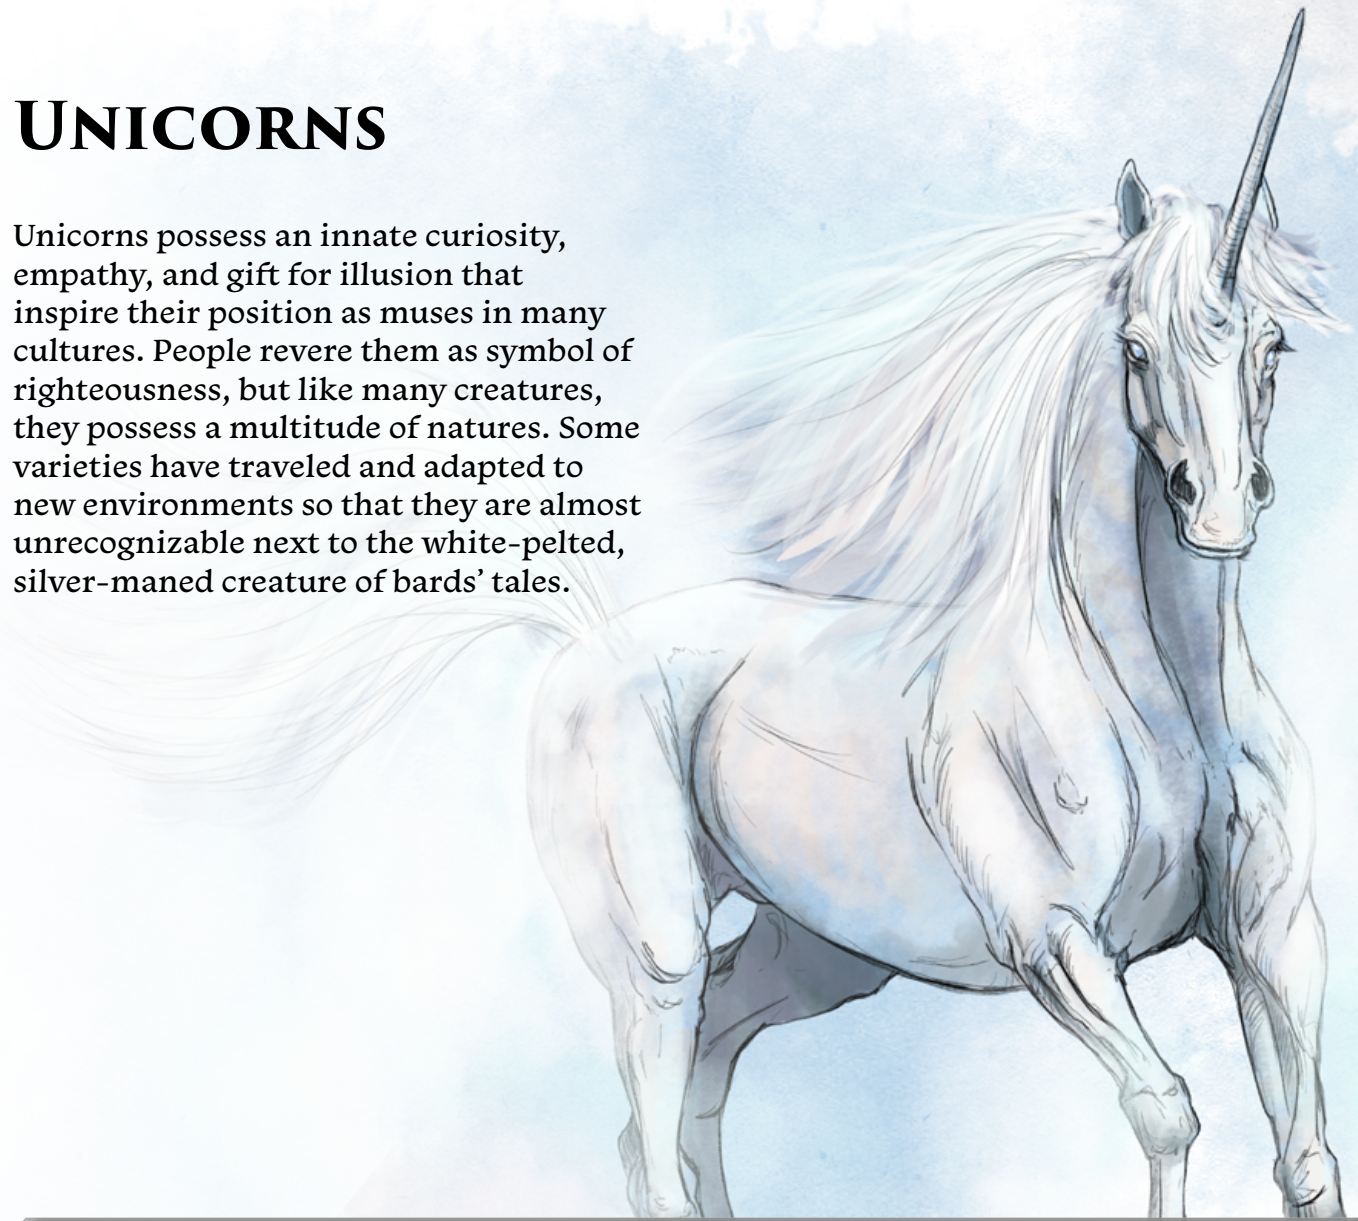 Unicorns
Unicorns possess an innate curiosity,
empathy, and gift for illusion that
inspire their position as muses in many
cultures. People revere them as symbol of
righteousness, but like many creatures,
they possess a multitude of natures. Some
varieties have traveled and adapted to
new environments so that they are almost
unrecognizable next to the white-pelted,
silver-maned creature of bards’ tales.